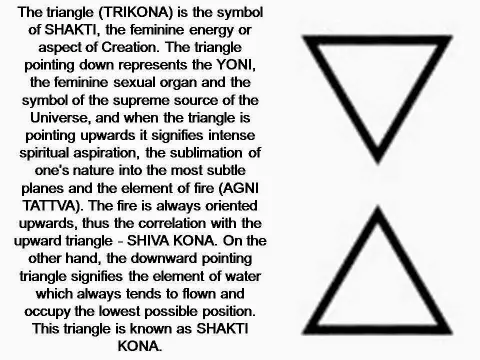 The triangle (TRIKONA) is the symbol
of SHAKTI, the feminine energy or
aspect of Creation. The triangle
pointing down represents the YONI,
the feminine sexual organ and the
symbol of the supreme source of the
Universe, and when the triangle is
pointing upwards it signifies intense
spiritual aspiration, the sublimation of
one's nature into the most subtle
planes and the element of fire (AGNI
TATTVA). The fire is always oriented
upwards, thus the correlation with the
upward triangle - SHIVA KONA. On the
other hand, the downward pointing
triangle signifies the element of water
which always tends to flown and
occupy the lowest possible position.
This triangle is known as SHAKTI
KONA.